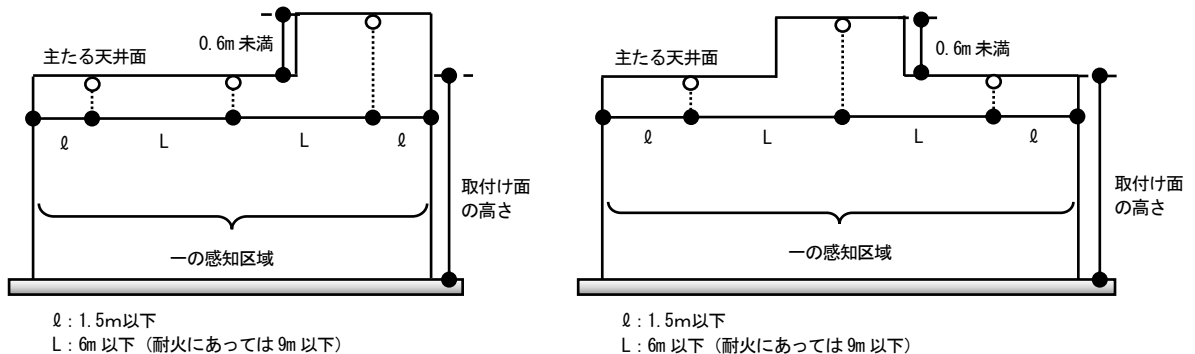 0.6m 未満
主たる天井面
ℓ
L
L
ℓ
取付け面
の高さ
一の感知区域
ℓ：1.5m以下
L：6m 以下（耐火にあっては 9m 以下）
0.6m 未満
主たる天井面
ℓ
L
L
ℓ
取付け面
の高さ
一の感知区域
ℓ：1.5m以下
L：6m 以下（耐火にあっては 9m 以下）